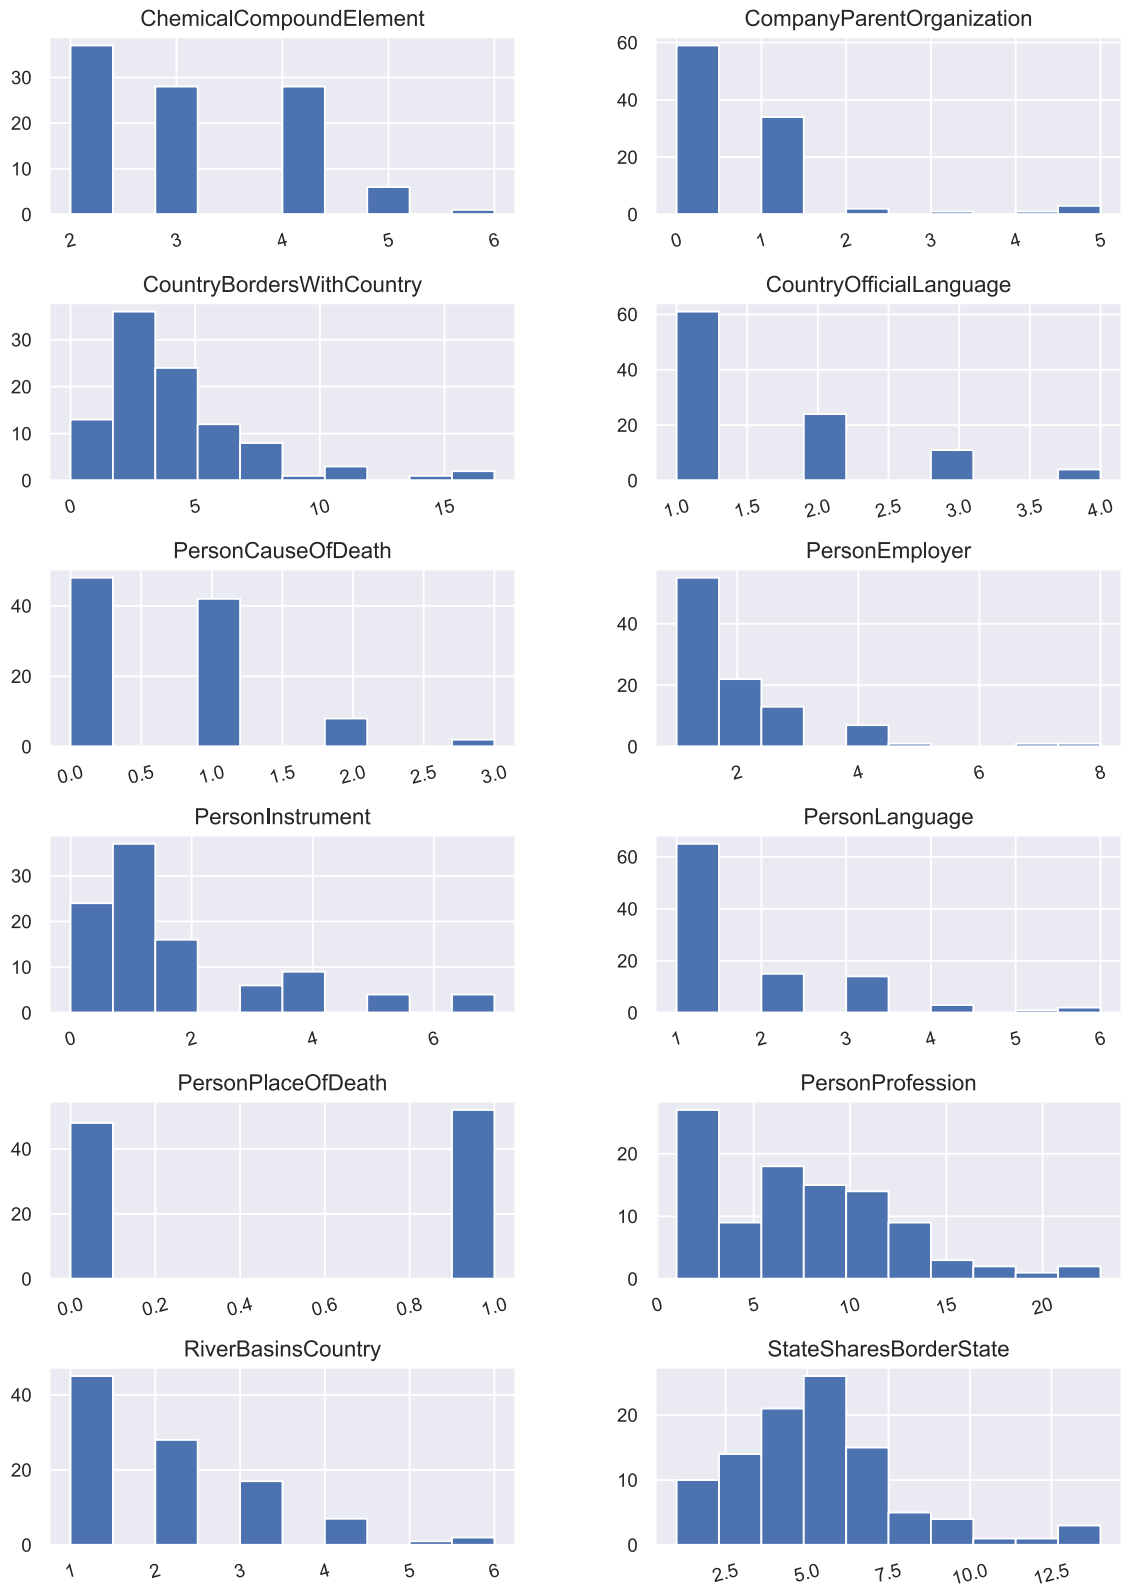 ChemicalCompoundElement
30
20
10
0
2 3 4 5 6
CompanyParentOrganization
60
40
20
0
0 1 2 3 4 5
CountryBordersWithCountry
30
20
10
0
0 5 10 15
CountryOfficialLanguage
60
40
20
0
1.0 1.5 2.0 2.5 3.0 3.5 4.0
PersonCauseOfDeath
40
20
0
0.0 0.5 1.0 1.5 2.0 2.5 3.0
PersonEmployer
40
20
0
2 4 6 8
PersonInstrument
30
20
10
0
0 2 4 6
PersonLanguage
60
40
20
0
1 2 3 4 5 6
PersonPlaceOfDeath
40
20
0
0.0 0.2 0.4 0.6 0.8 1.0
PersonProfession
20
10
0
0 5 10 15 20
RiverBasinsCountry
40
20
0
1 2 3 4 5 6
StateSharesBorderState
20
10
0
2.5 5.0 7.5 10.0 12.5